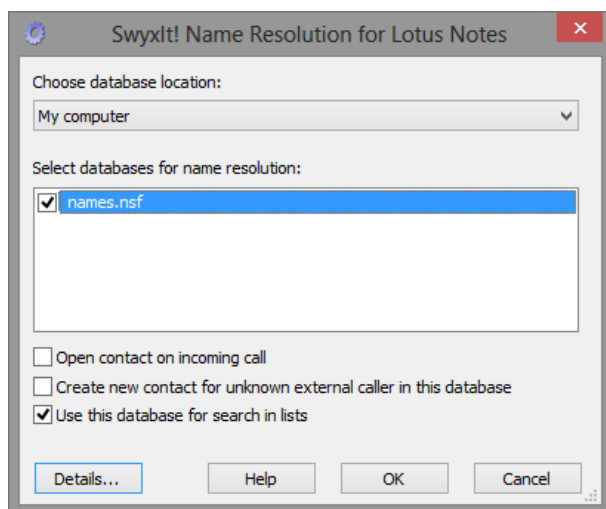 SwyxIt! Name Resolution for Lotus Notes
Choose database location:
My computer
Select databases for name resolution:
names.nsf
Open contact on incoming call
Create new contact for unknown external caller in this database
Use this database for search in lists
Details... Help OK Cancel